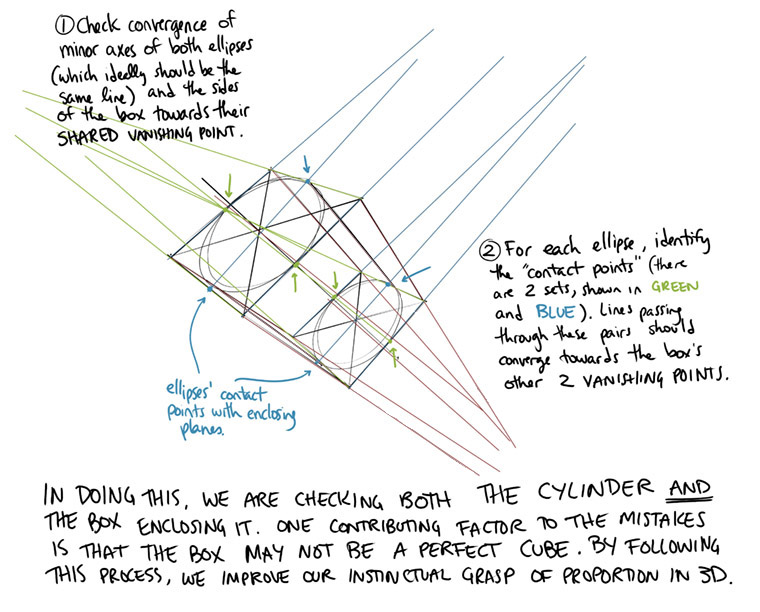 ① Check convergence of
minor axes of both ellipses
(which ideally should be the
same line) and the sides
of the box towards their
SHARED VANISHING POINT.
② For each ellipse, identify
the "contact points" (there
are 2 sets, shown in GREEN
and BLUE). Lines passing
through these pairs should
converge towards the box's
other 2 VANISHING POINTS.
ellipses' contact
points with enclosing
planes.
IN DOING THIS, WE ARE CHECKING BOTH THE CYLINDER AND
THE BOX ENCLOSING IT. ONE CONTRIBUTING FACTOR TO THE MISTAKES
IS THAT THE BOX MAY NOT BE A PERFECT CUBE. BY FOLLOWING
THIS PROCESS, WE IMPROVE OUR INSTINCTUAL GRASP OF PROPORTION IN 3D.